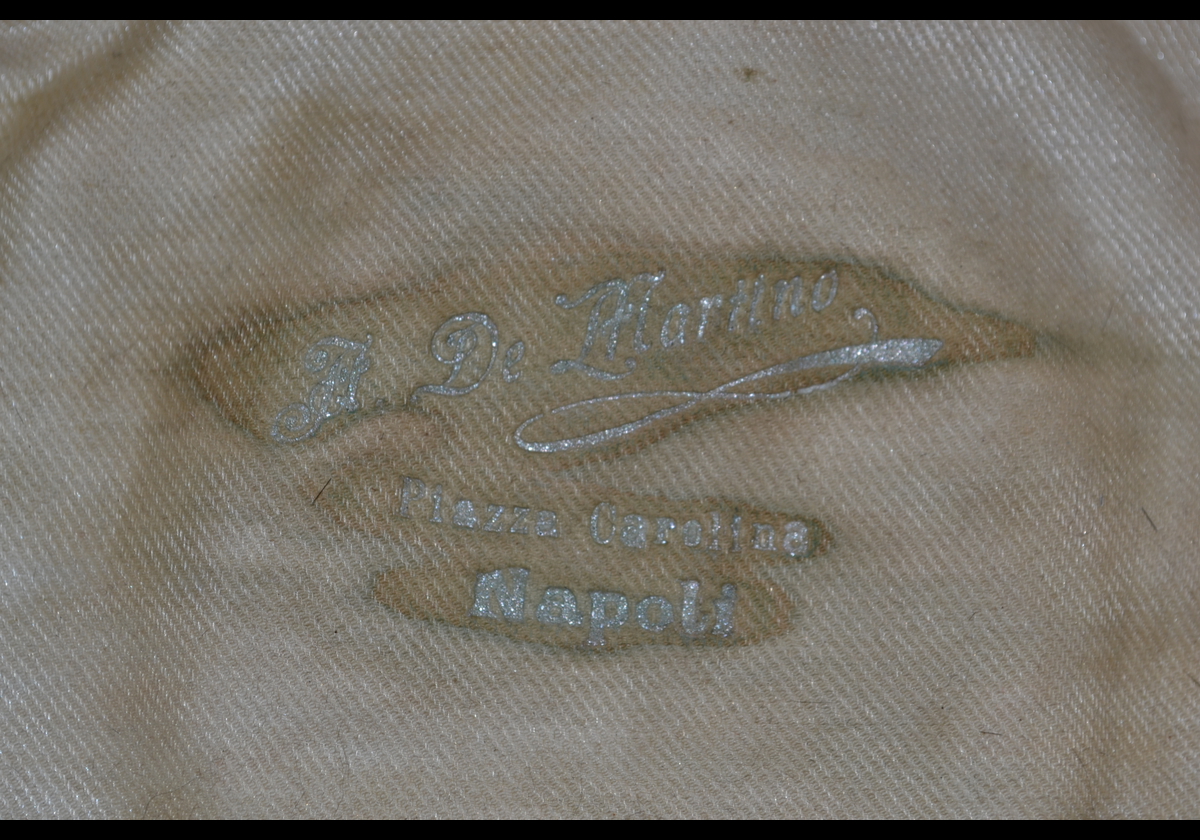 A. De Martino
Piazza Carolina
Napoli